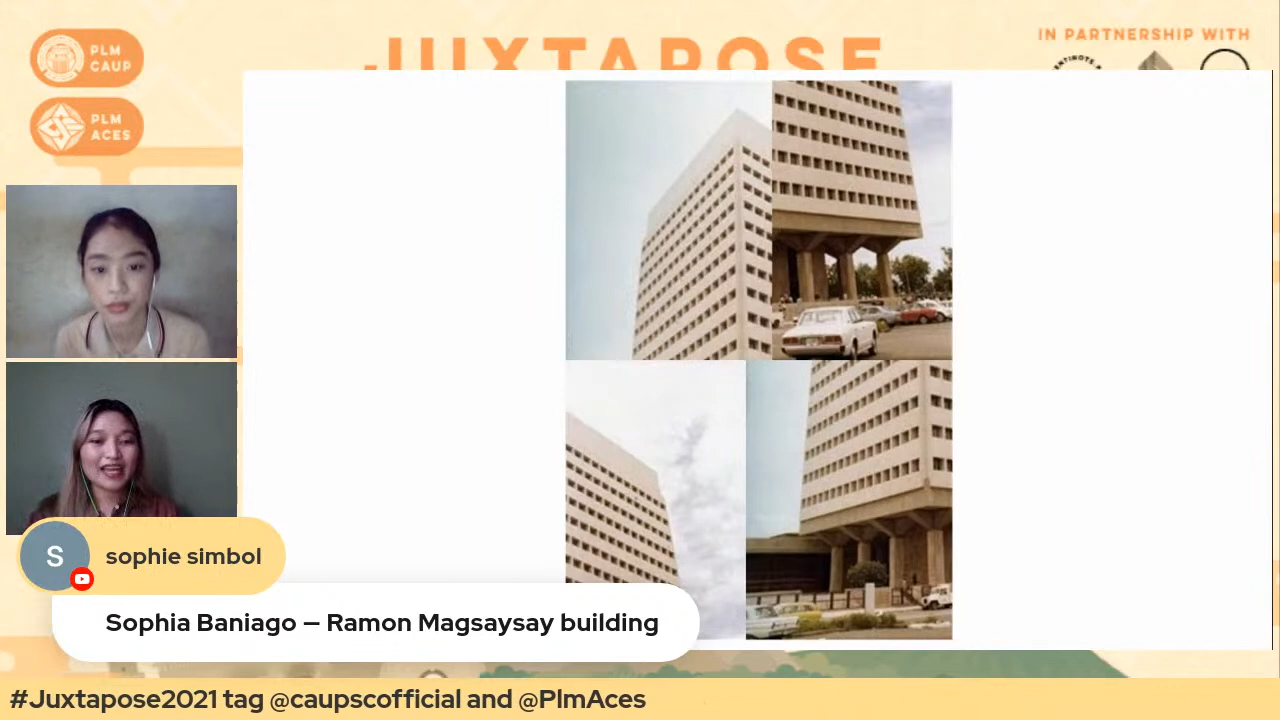 PLM
CAUP
PLM
ACES
JUXTAPOSE
IN PARTNERSHIP WITH
S
sophie simbol
Sophia Baniago — Ramon Magsaysay building
#Juxtapose2021 tag @caupscofficial and @PlmAces